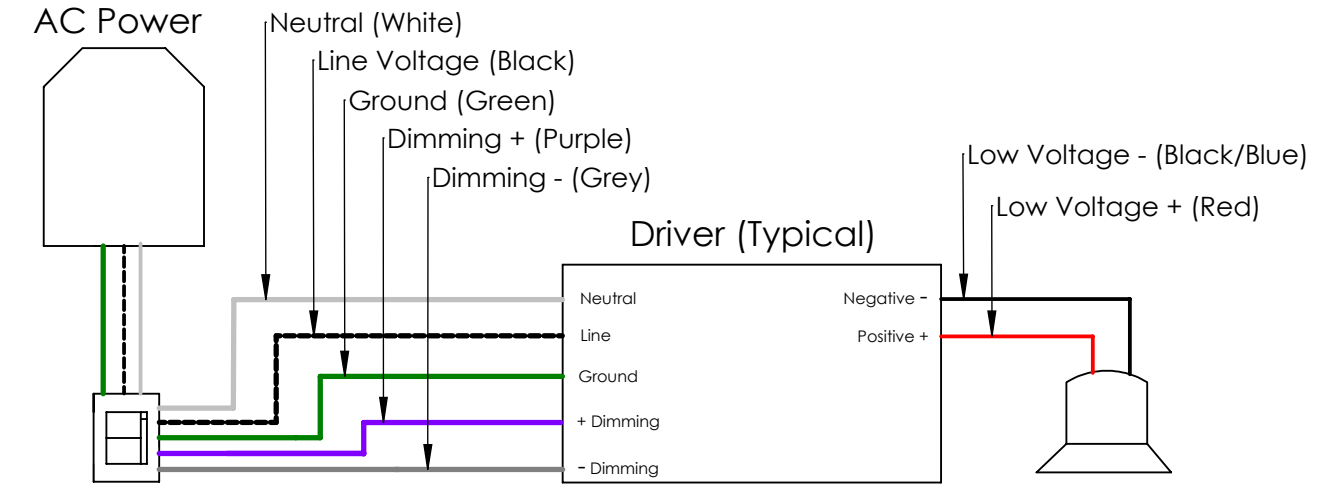 AC Power
Neutral (White)
Line Voltage (Black)
Ground (Green)
Dimming + (Purple)
Dimming - (Grey)
Low Voltage - (Black/Blue)
Low Voltage + (Red)
Driver (Typical)
Neutral
Line
Ground
+ Dimming
- Dimming
Negative -
Positive +